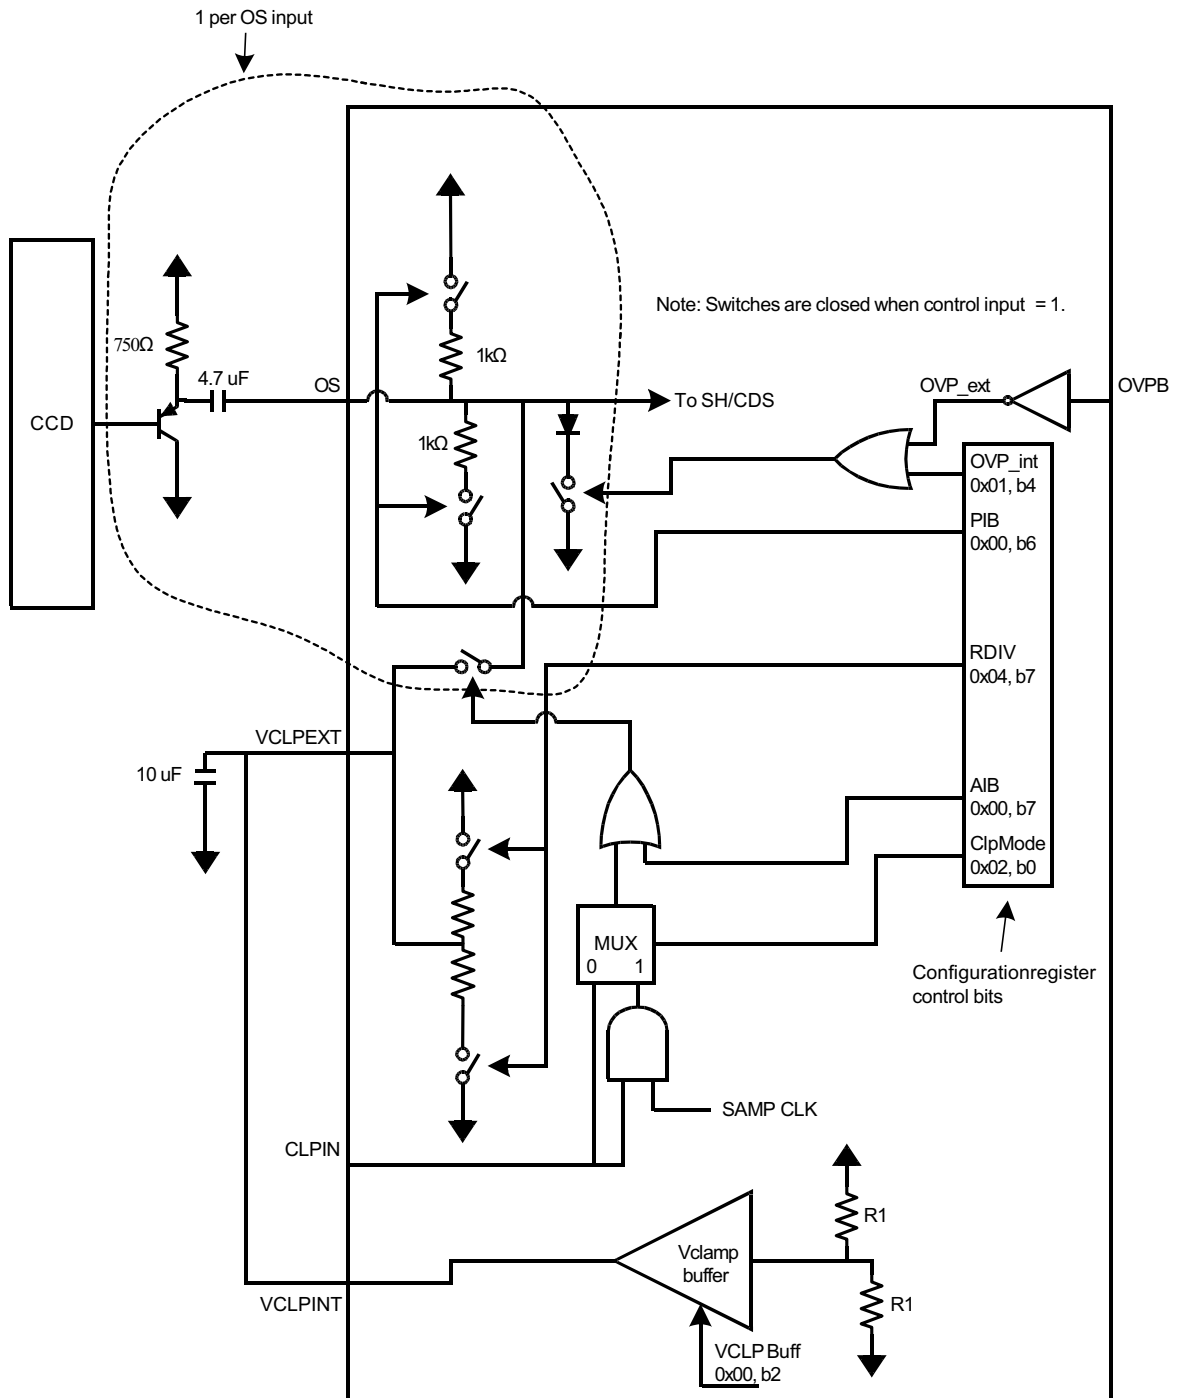 1 per OS input
Note: Switches are closed when control input = 1.
750Ω
4.7 uF
OS
1kΩ
To SH/CDS
OVP_ext
OVPB
CCD
1kΩ
OVP_int
0x01, b4
PIB
0x00, b6
RDIV
0x04, b7
VCLPEXT
10 uF
AIB
0x00, b7
ClpMode
0x02, b0
MUX
0 1
Configurationregister
control bits
SAMP CLK
CLPIN
R1
Vclamp
buffer
VCLPINT
R1
VCLP Buff
0x00, b2